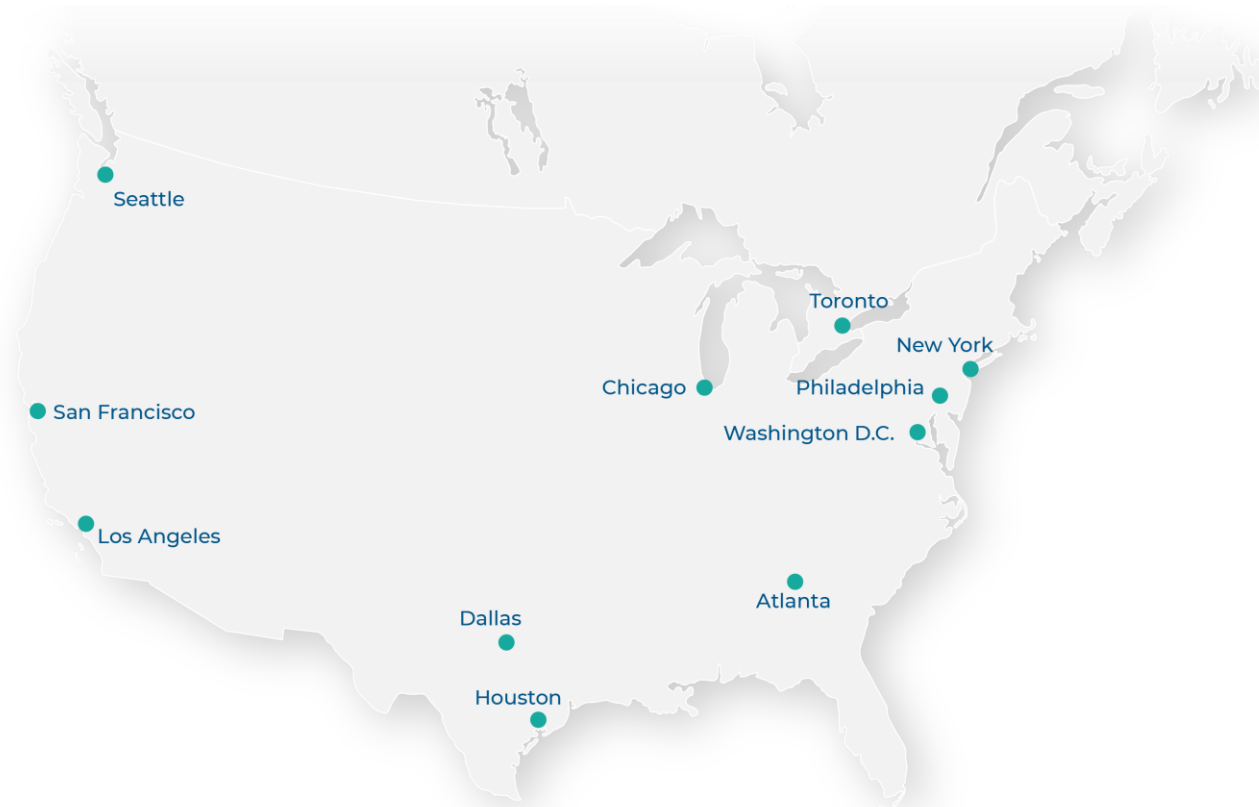 Seattle
Toronto
New York
Chicago
Philadelphia
San Francisco
Washington D.C.
Los Angeles
Atlanta
Dallas
Houston